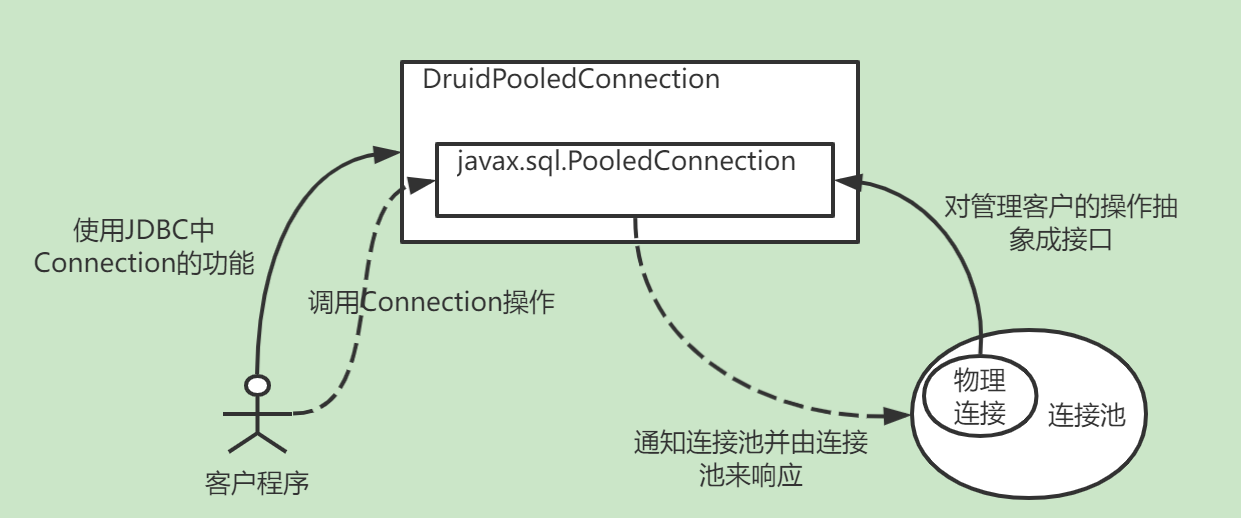 DruidPooledConnection
javax.sql.PooledConnection
使用JDBC中
Connection的功能
对管理客户的操作抽
象成接口
调用Connection操作
物理
连接
连接池
通知连接池并由连接
池来响应
客户程序